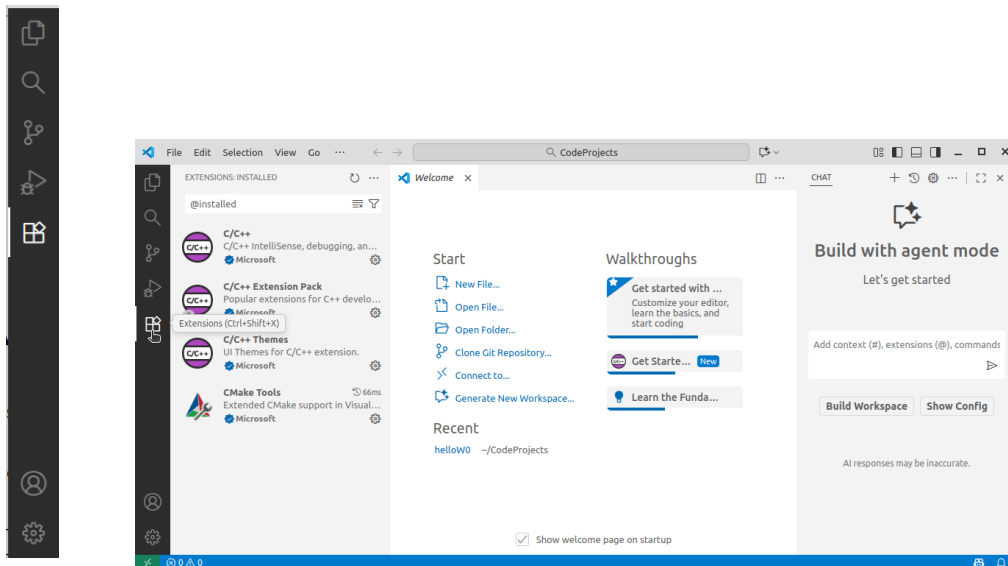 File Edit Selection View Go ···
CodeProjects
EXTENSIONS: INSTALLED
@installed
C/C++
C/C++ IntelliSense, debugging, an...
Microsoft
C/C++ Extension Pack
Popular extensions for C++ develo...
Microsoft
Extensions (Ctrl+Shift+X)
C/C++ Themes
UI Themes for C/C++ extension.
Microsoft
CMake Tools 66ms
Extended CMake support in Visual...
Microsoft
C/C++
C/C++
C/C++
Welcome
Start
New File...
Open File...
Open Folder...
Clone Git Repository...
Connect to...
Generate New Workspace...
Recent
helloW0 ~/CodeProjects
Walkthroughs
Get started with ...
Customize your editor,
learn the basics, and
start coding
Get Starte... New
Learn the Funda...
Show welcome page on startup
CHAT
Build with agent mode
Let's get started
Add context (#), extensions (@), commands
Build Workspace Show Config
AI responses may be inaccurate.
0 0